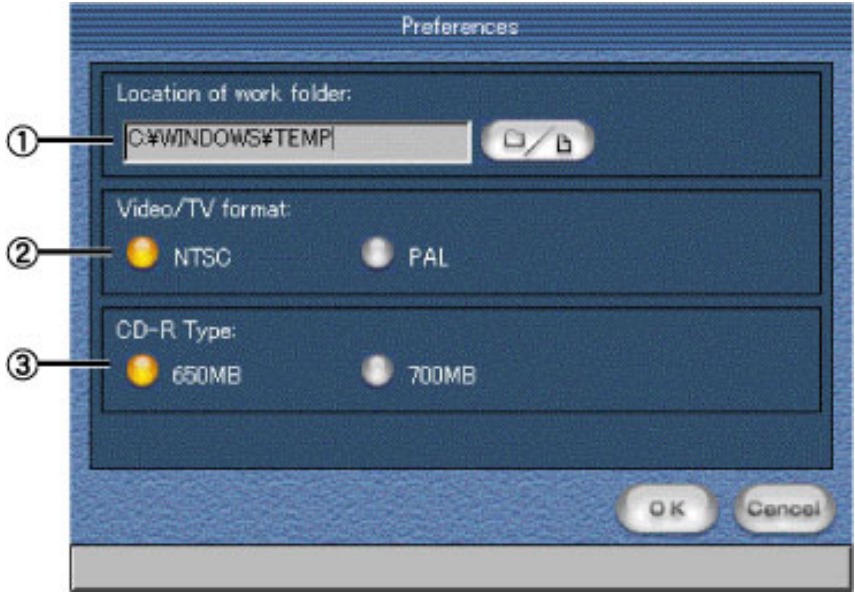 Preferences
Location of work folder:
① C:¥WINDOWS¥TEMP
Video/TV format:
② NTSC PAL
CD-R Type:
③ 650MB 700MB
OK Cancel